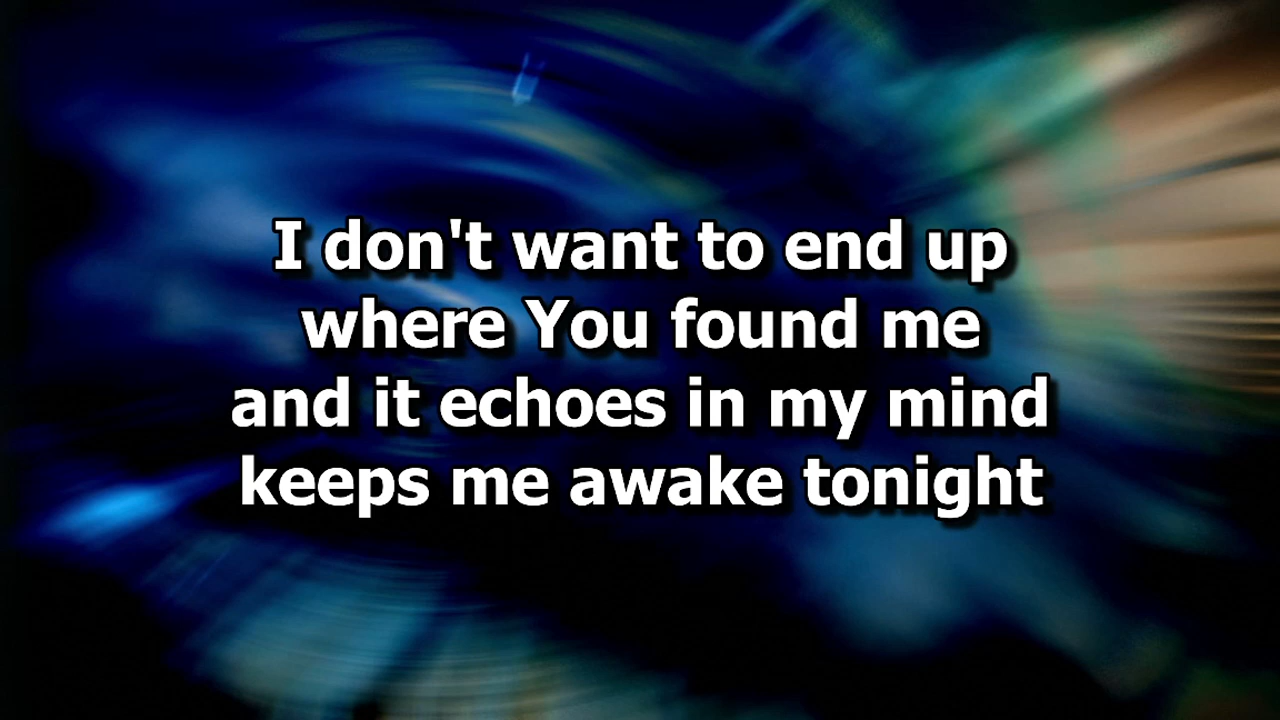 I don't want to end up
where You found me
and it echoes in my mind
keeps me awake tonight